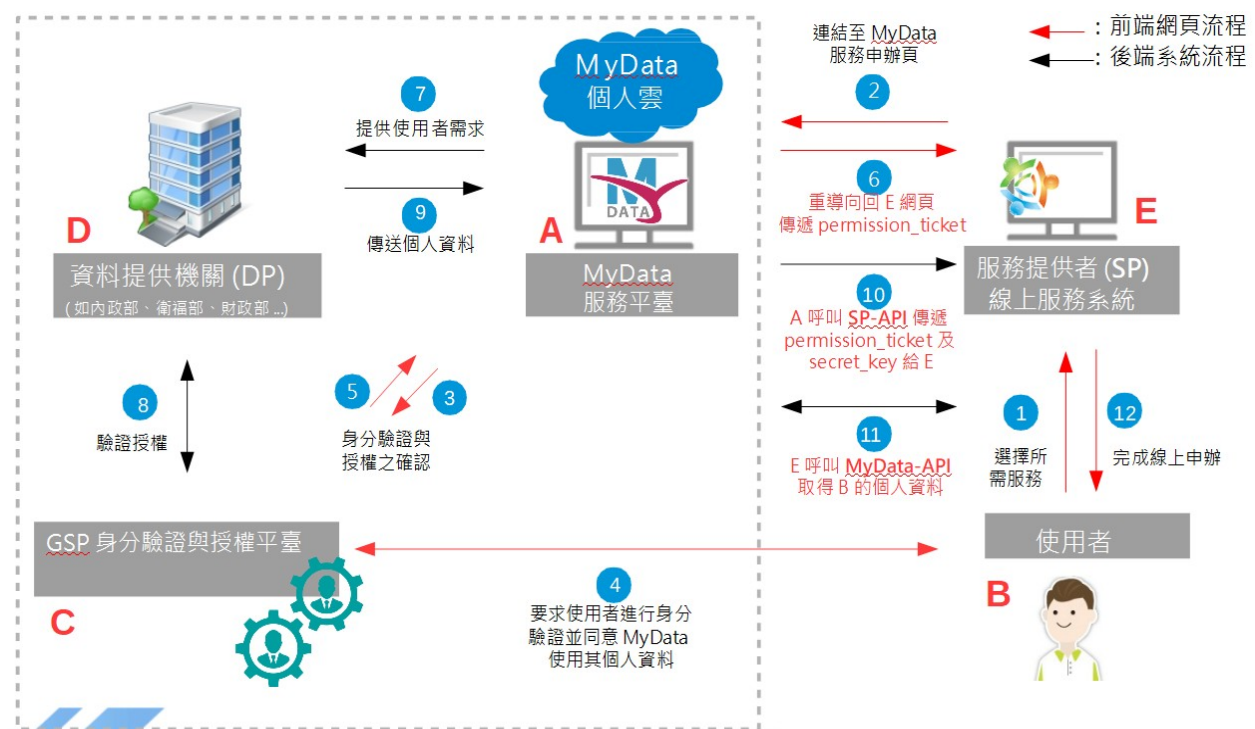 : 前端網頁流程
: 後端系統流程
連結至 MyData
服務申辦頁
2
MyData
個人雲
7
提供使用者需求
9
傳送個人資料
DATA
6
重導向回 E 網頁
傳遞 permission_ticket
D
A
E
資料提供機關 (DP)
( 如內政部、衛福部、財政部 ...)
MyData
服務平臺
服務提供者 (SP)
線上服務系統
10
A 呼叫 SP-API 傳遞
permission_ticket 及
secret_key 給 E
8
驗證授權
5
3
身分驗證與
授權之確認
11
E 呼叫 MyData-API
取得 B 的個人資料
1
選擇所
需服務
12
完成線上申辦
GSP 身分驗證與授權平臺
C
4
要求使用者進行身分
驗證並同意 MyData
使用其個人資料
使用者
B